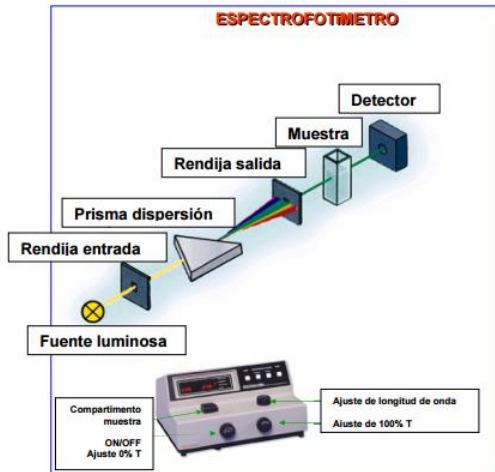 ESPECTROFOTíMETRO
Detector
Muestra
Rendija salida
Prisma dispersión
Rendija entrada
Fuente luminosa
Compartimento
muestra
ON/OFF
Ajuste 0% T
Ajuste de longitud de onda
Ajuste de 100% T